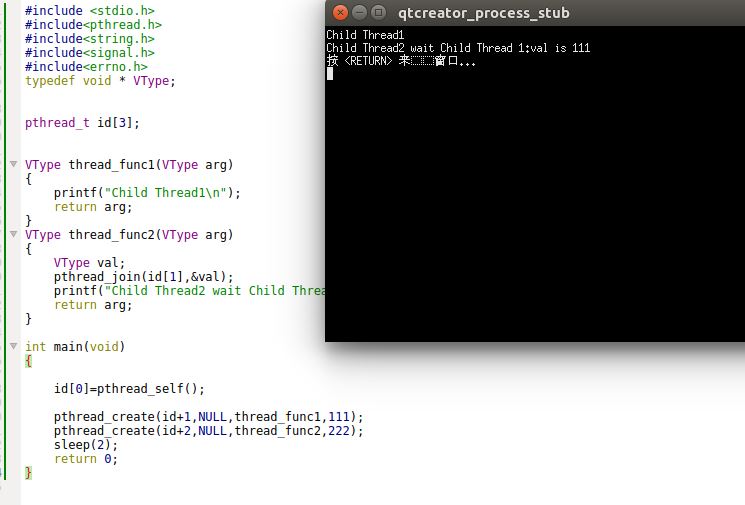 #include <stdio.h>
#include<pthread.h>
#include<string.h>
#include<signal.h>
#include<errno.h>
typedef void * VType;
pthread_t id[3];
VType thread_func1(VType arg)
{
printf("Child Thread1\n");
return arg;
}
VType thread_func2(VType arg)
{
VType val;
pthread_join(id[1],&val);
printf("Child Thread2 wait Child
return arg;
}
int main(void)
{
id[0]=pthread_self();
pthread_create(id+1,NULL,thread_func1,111);
pthread_create(id+2,NULL,thread_func2,222);
sleep(2);
return 0;
}
qtcreator_process_stub
Child Thread1
Child Thread2 wait Child Thread 1:val is 111
按 <RETURN> 来窗口...